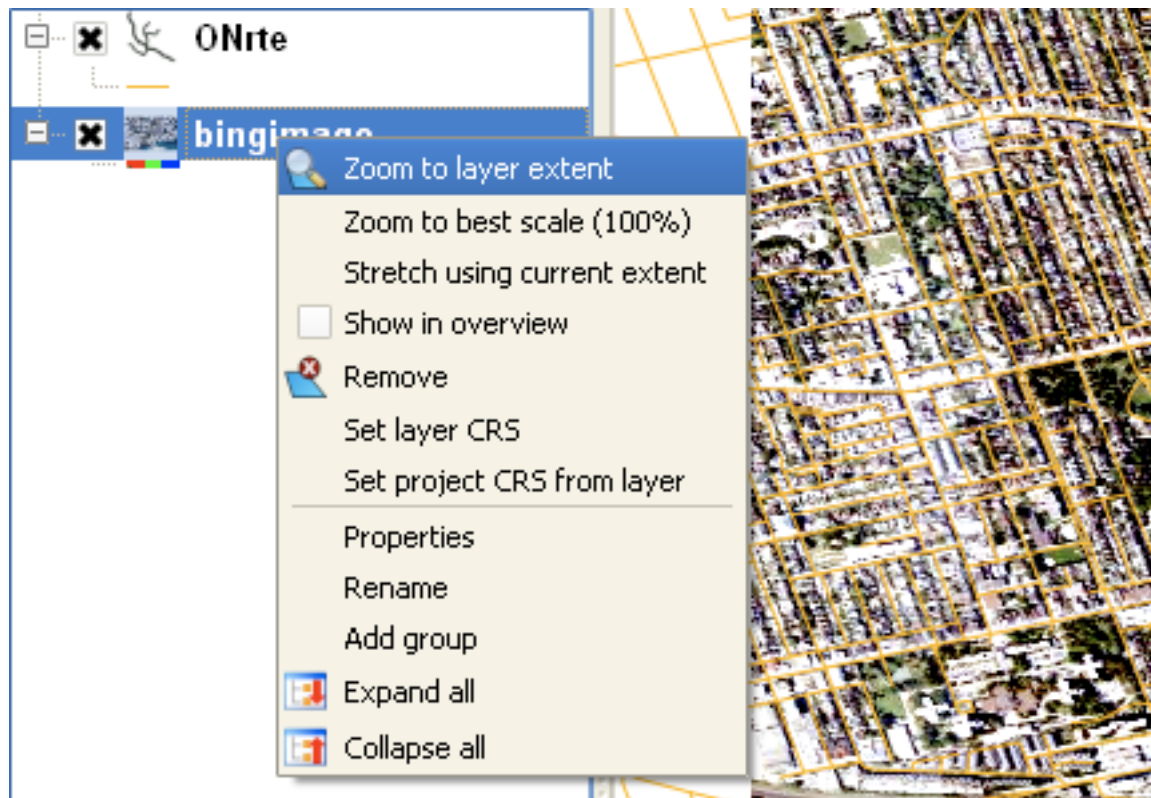 ONrte
bingimage
Zoom to layer extent
Zoom to best scale (100%)
Stretch using current extent
Show in overview
Remove
Set layer CRS
Set project CRS from layer
Properties
Rename
Add group
Expand all
Collapse all